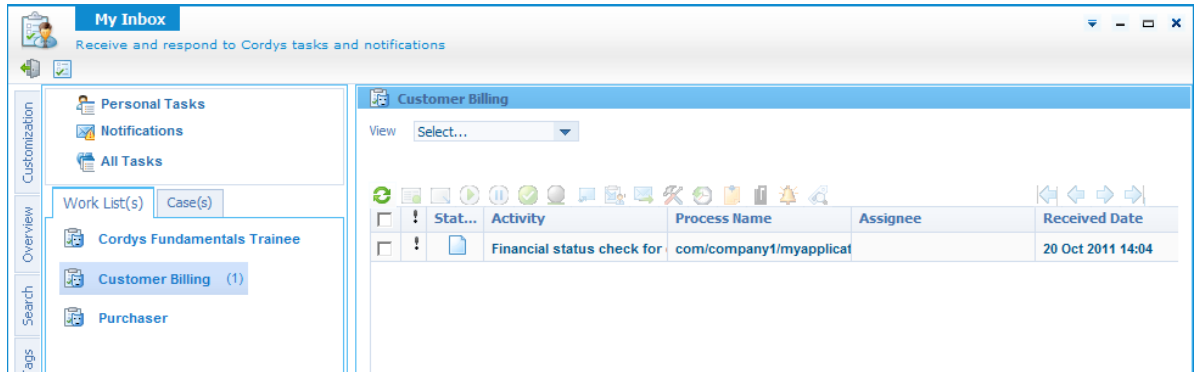 My Inbox
Receive and respond to Cordys tasks and notifications
Customization
Overview
Search
Tags
Personal Tasks
Notifications
All Tasks
Work List(s) Case(s)
Cordys Fundamentals Trainee
Customer Billing (1)
Purchaser
Customer Billing
View Select...
! Stat... Activity Process Name Assignee Received Date
! Financial status check for com/company1/myapplicat 20 Oct 2011 14:04